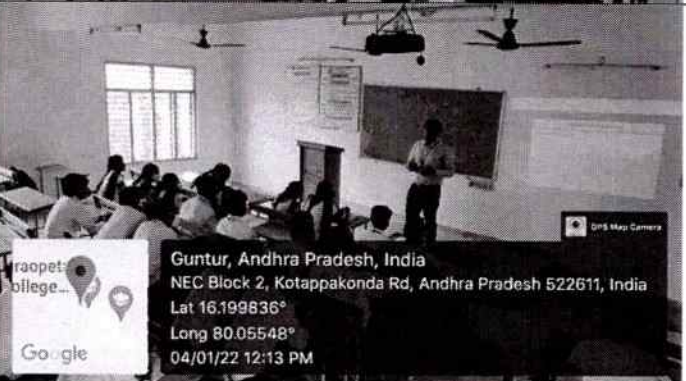 GPS Map Camera
raopet
ollege...
Google
Guntur, Andhra Pradesh, India
NEC Block 2, Kotappakonda Rd, Andhra Pradesh 522611, India
Lat 16.199836°
Long 80.05548°
04/01/22 12:13 PM